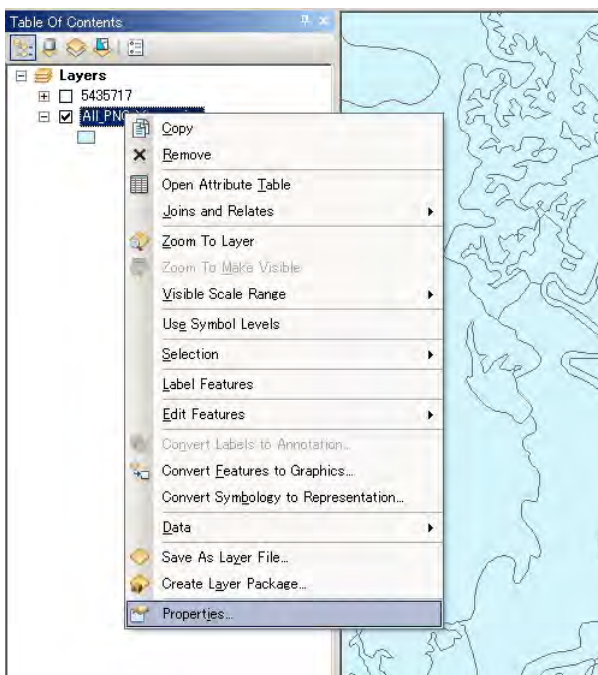 Table Of Contents
Layers
5435717
All_PNG
Copy
Remove
Open Attribute Table
Joins and Relates
Zoom To Layer
Zoom To Make Visible
Visible Scale Range
Use Symbol Levels
Selection
Label Features
Edit Features
Convert Labels to Annotation...
Convert Features to Graphics...
Convert Symbology to Representation...
Data
Save As Layer File...
Create Layer Package...
Properties...